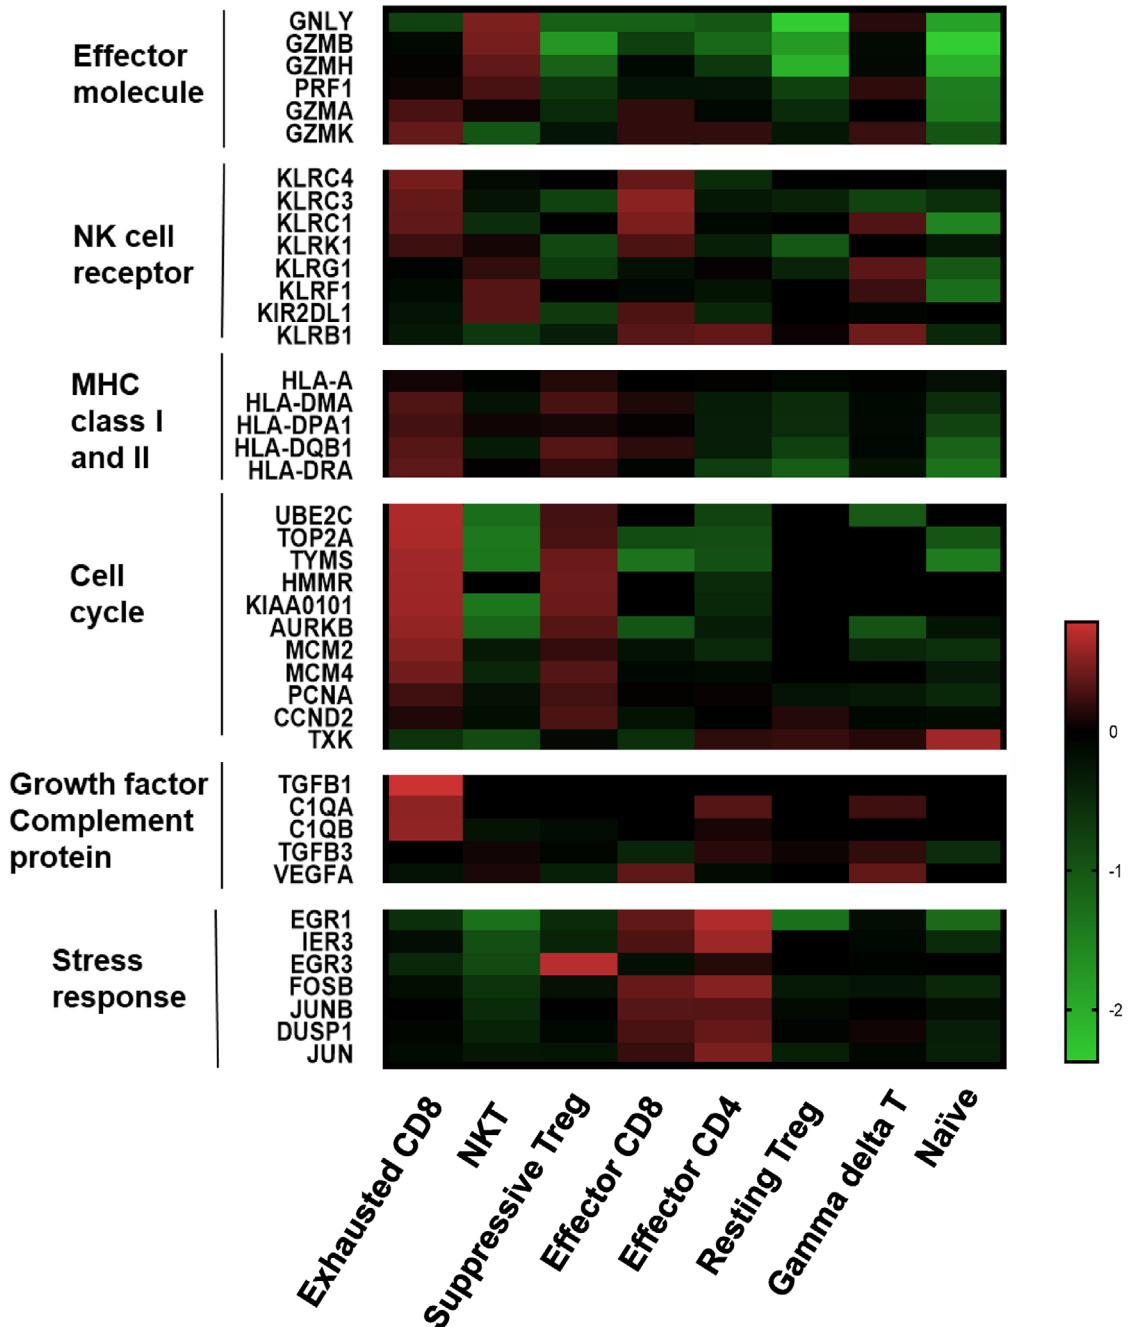 Effector
molecule
GNLY
GZMB
GZMH
PRF1
GZMA
GZMK
NK cell
receptor
KLRC4
KLRC3
KLRC1
KLRK1
KLRG1
KLRF1
KIR2DL1
KLRB1
MHC
class I
and II
HLA-A
HLA-DMA
HLA-DPA1
HLA-DQB1
HLA-DRA
Cell
cycle
UBE2C
TOP2A
TYMS
HMMR
KIAA0101
AURKB
MCM2
MCM4
PCNA
CCND2
TXK
Growth factor
Complement
protein
TGFB1
C1QA
C1QB
TGFB3
VEGFA
Stress
response
EGR1
IER3
EGR3
FOSB
JUNB
DUSP1
JUN
0
-1
-2
Exhausted CD8
NKT
Suppressive Treg
Effector CD8
Effector CD4
Resting Treg
Gamma delta T
Naïve